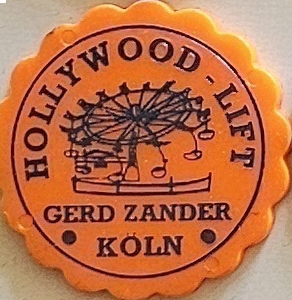 HOLLYWOOD-LIFT
GERD ZANDER
• KÖLN •